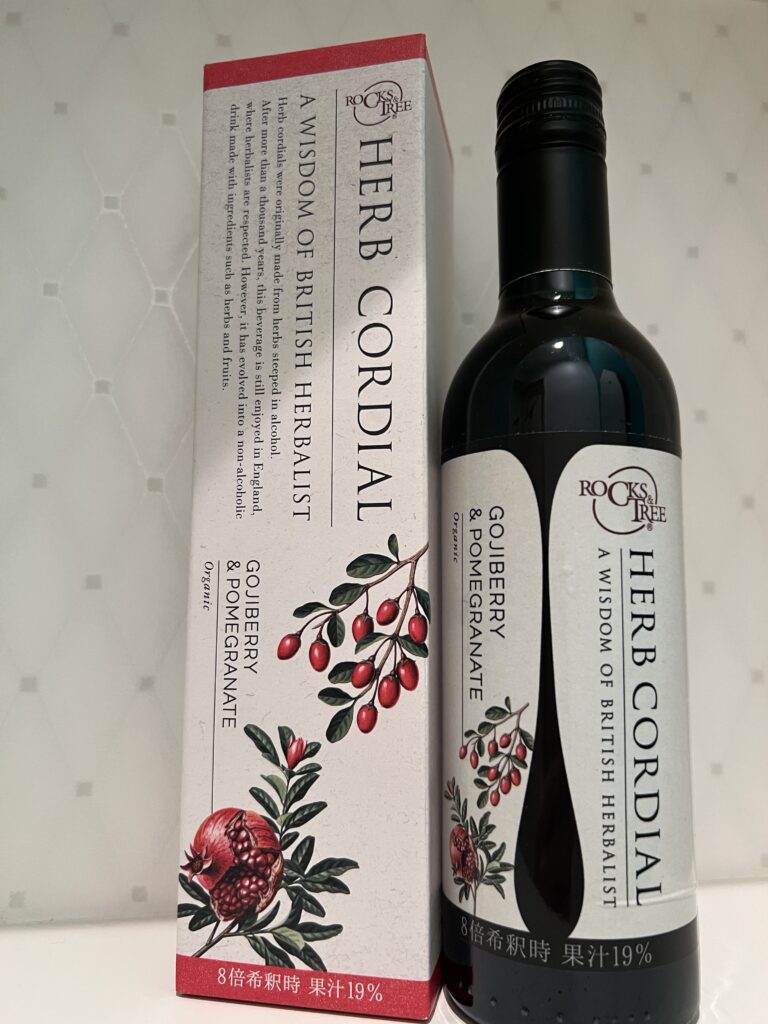 ROCKS & TREE®
HERB CORDIAL
A WISDOM OF BRITISH HERBALIST
Herb cordials were originally made from herbs steeped in alcohol.
After more than a thousand years, this beverage is still enjoyed in England,
where herbalists are respected. However, it has evolved into a non-alcoholic
drink made with ingredients such as herbs and fruits.
GOJIBERRY
& POMEGRANATE
Organic
8倍希釈時 果汁19%
ROCKS & TREE®
HERB CORDIAL
A WISDOM OF BRITISH HERBALIST
GOJIBERRY
& POMEGRANATE
Organic
8倍希釈時 果汁19%